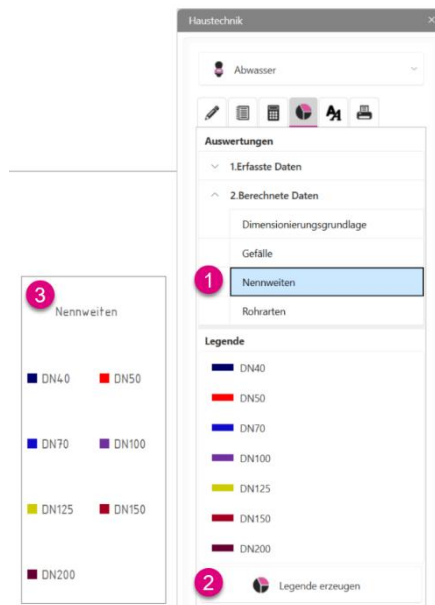 Haustechnik
Abwasser
Auswertungen
1.Erfasste Daten
2.Berechnete Daten
Dimensionierungsgrundlage
Gefälle
1
Nennweiten
Rohrarten
Legende
DN40
DN50
DN70
DN100
DN125
DN150
DN200
2
Legende erzeugen
3
Nennweiten
DN40 DN50
DN70 DN100
DN125 DN150
DN200